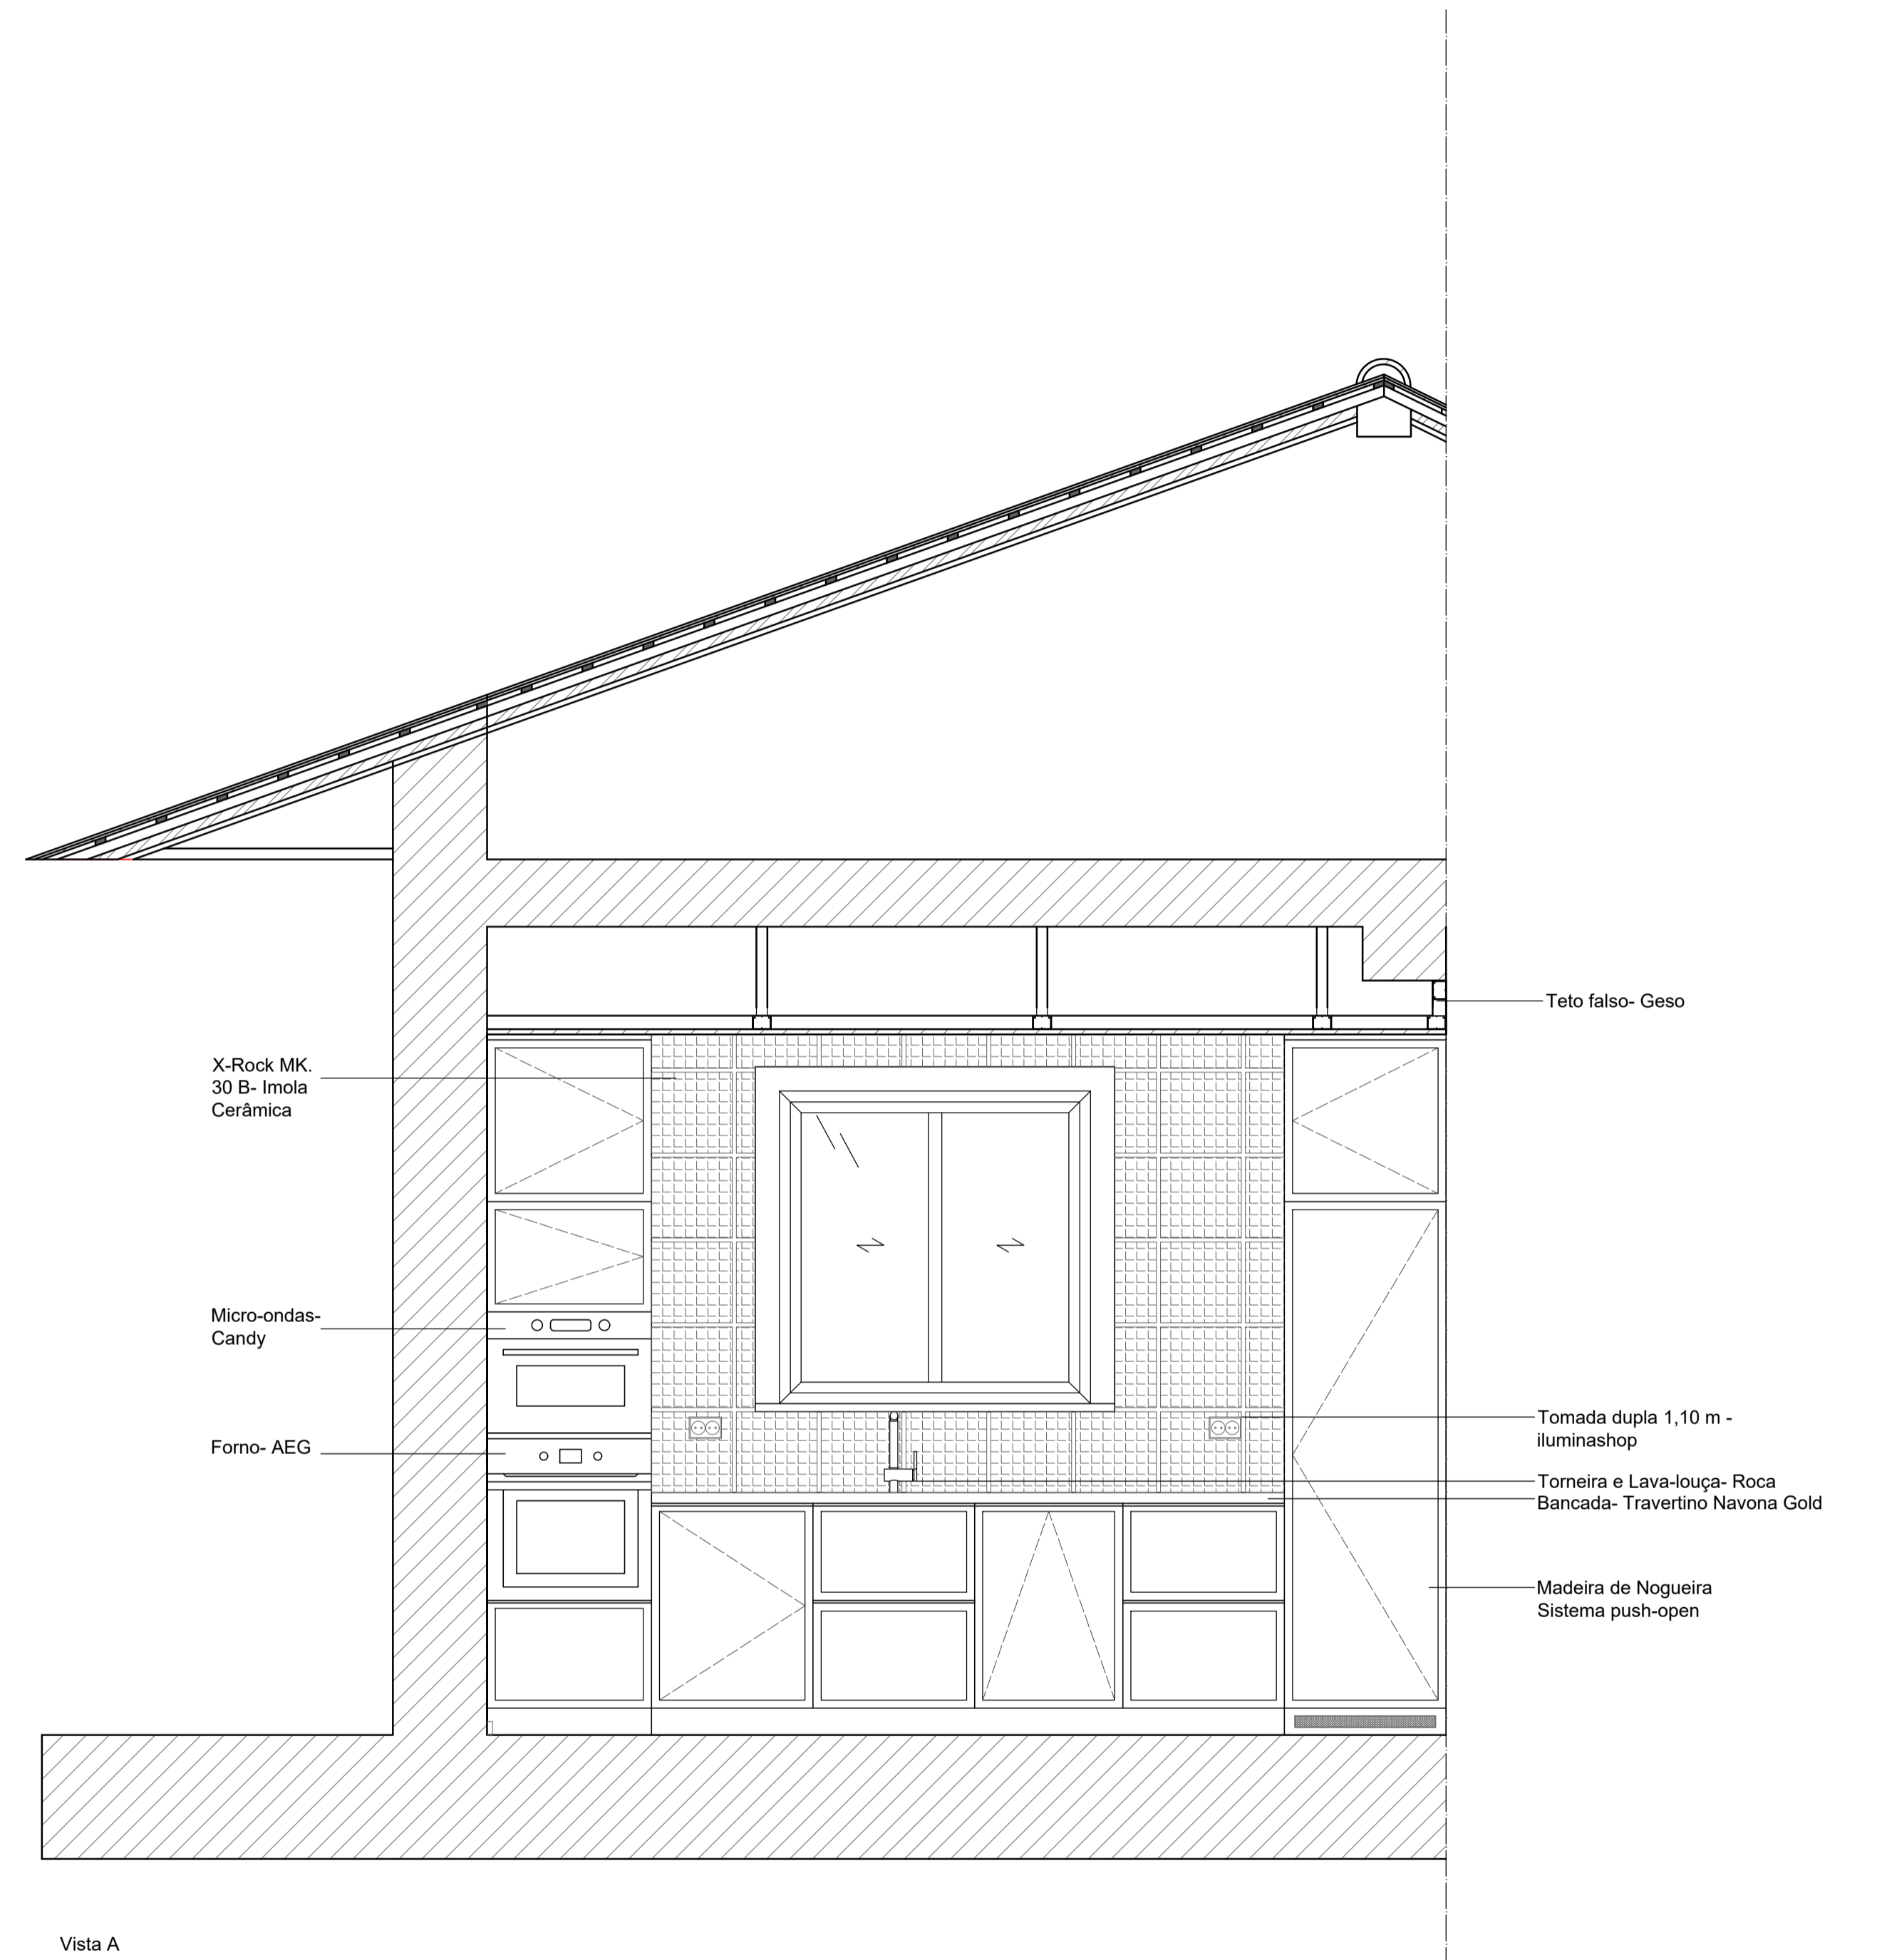 Teto falso- Geso
X-Rock MK.
30 B- Imola
Cerâmica
Micro-ondas-
Candy
Forno- AEG
Tomada dupla 1,10 m -
iluminashop
Torneira e Lava-louça- Roca
Bancada- Travertino Navona Gold
Madeira de Nogueira
Sistema push-open
Vista A